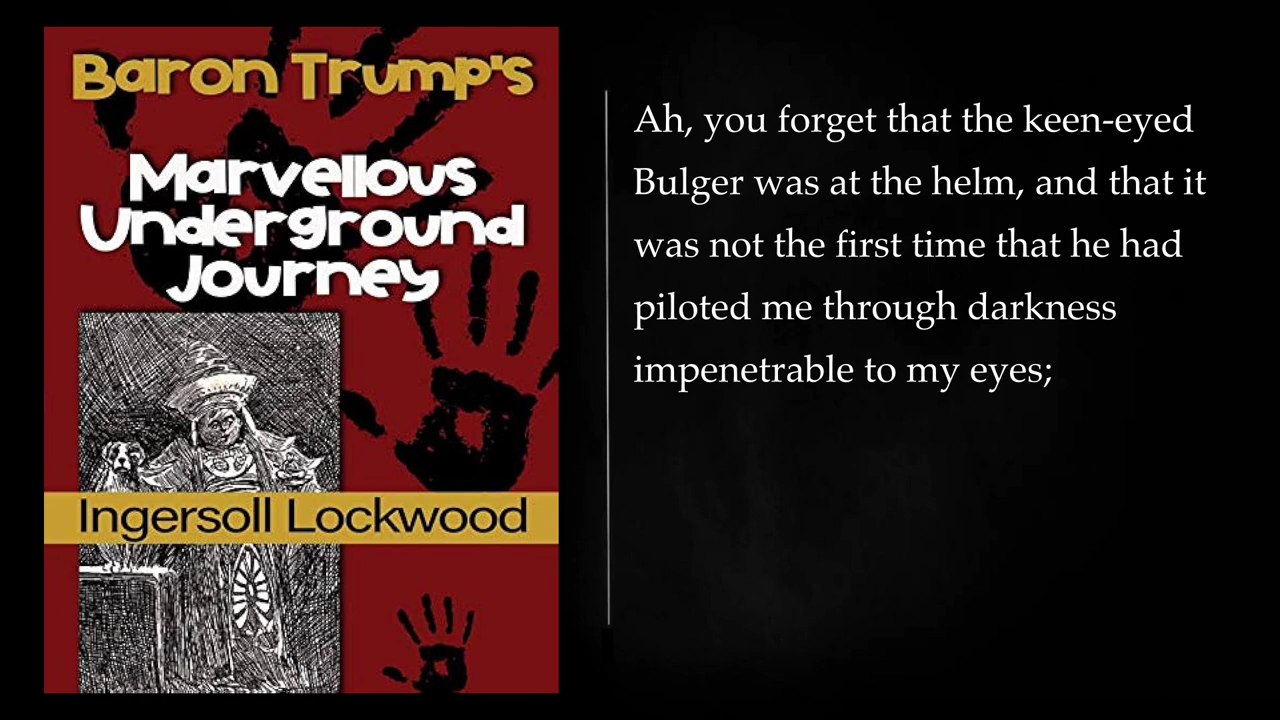 Baron Trump's
Marvellous
Underground
Journey
Ingersoll Lockwood
Ah, you forget that the keen-eyed
Bulger was at the helm, and that it
was not the first time that he had
piloted me through darkness
impenetrable to my eyes;